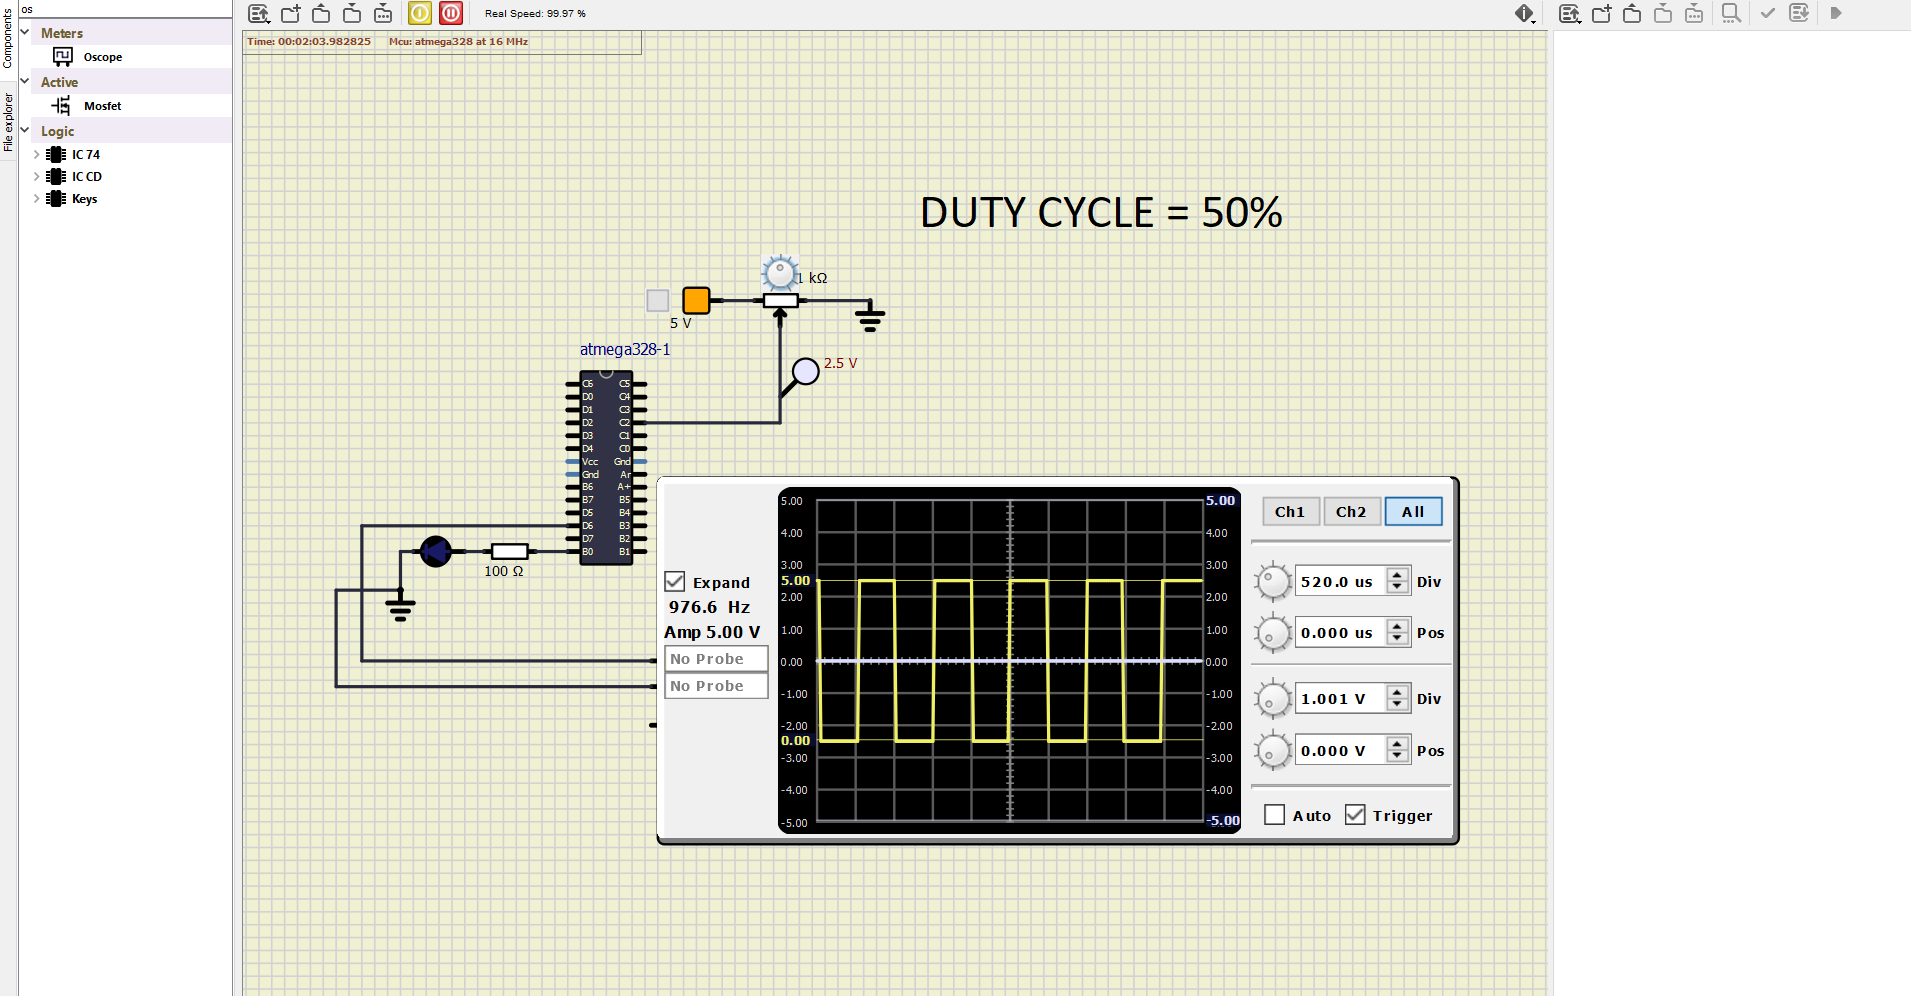 os
Components
File explorer
Meters
Oscope
Active
Mosfet
Logic
IC 74
IC CD
Keys
Real Speed: 99.97 %
Time: 00:02:03.982825 Mcu: atmega328 at 16 MHz
DUTY CYCLE = 50%
1 kΩ
5 V
atmega328-1
2.5 V
C6 C5
D0 C4
D1 C3
D2 C2
D3 C1
D4 C0
Vcc Gnd
Gnd Ar
B6 A+
B7 B5
D5 B4
D6 B3
D7 B2
B0 B1
100 Ω
Expand
976.6 Hz
Amp 5.00 V
No Probe
No Probe
5.00 5.00
4.00 4.00
3.00 3.00
5.00
2.00 2.00
1.00 1.00
0.00 0.00
-1.00 -1.00
-2.00 -2.00
0.00
-3.00 -3.00
-4.00 -4.00
-5.00 -5.00
Ch1 Ch2 All
520.0 us Div
0.000 us Pos
1.001 V Div
0.000 V Pos
Auto Trigger